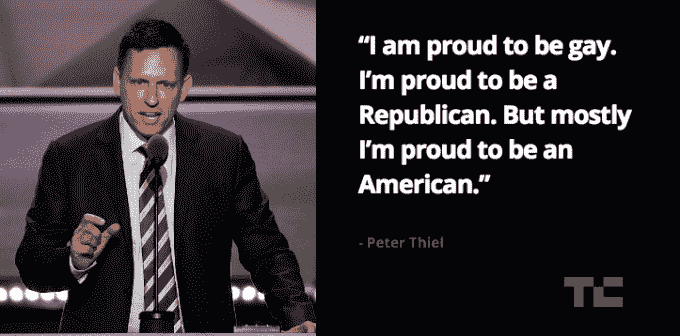 “I am proud to be gay.
I’m proud to be a
Republican. But mostly
I’m proud to be an
American.”
- Peter Thiel
TC